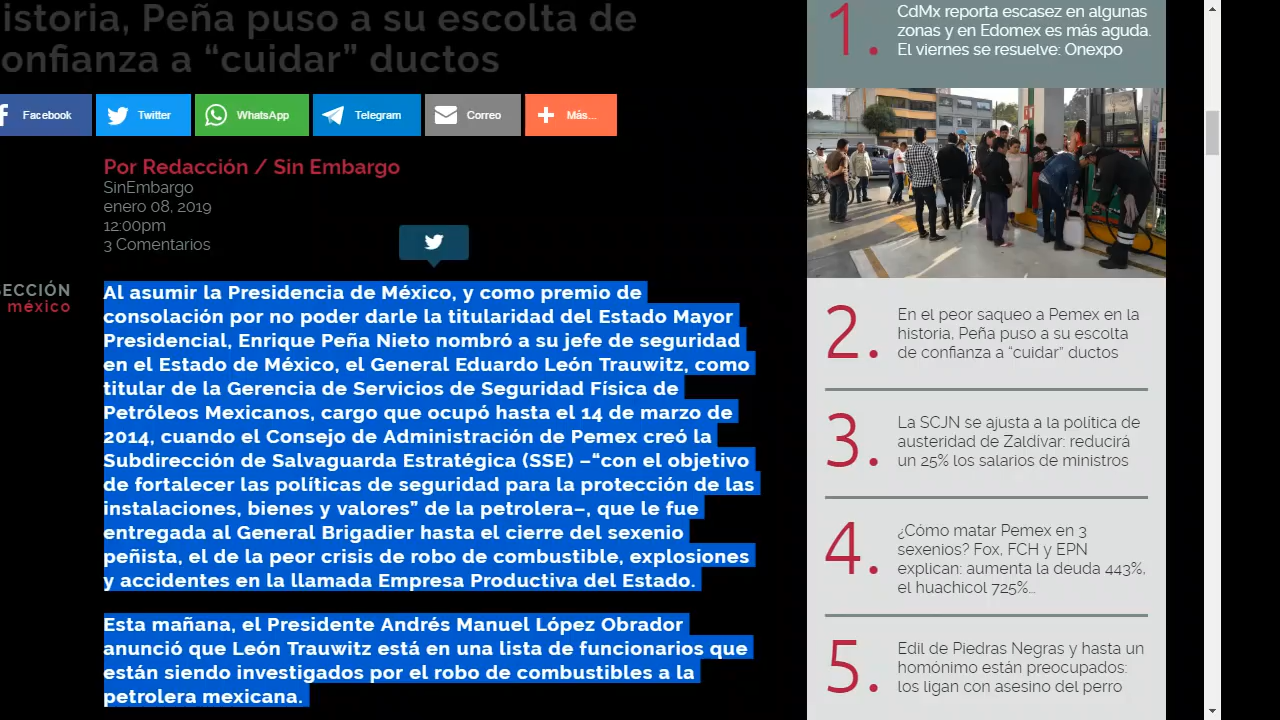 istoria, Peña puso a su escolta de
onfianza a “cuidar” ductos
Facebook
Twitter
WhatsApp
Telegram
Correo
Más...
Por Redacción / Sin Embargo
SinEmbargo
enero 08, 2019
12:00pm
3 Comentarios
ECCIÓN
méxico
Al asumir la Presidencia de México, y como premio de
consolación por no poder darle la titularidad del Estado Mayor
Presidencial, Enrique Peña Nieto nombró a su jefe de seguridad
en el Estado de México, el General Eduardo León Trauwitz, como
titular de la Gerencia de Servicios de Seguridad Física de
Petróleos Mexicanos, cargo que ocupó hasta el 14 de marzo de
2014, cuando el Consejo de Administración de Pemex creó la
Subdirección de Salvaguarda Estratégica (SSE) –“con el objetivo
de fortalecer las políticas de seguridad para la protección de las
instalaciones, bienes y valores” de la petrolera–, que le fue
entregada al General Brigadier hasta el cierre del sexenio
peñista, el de la peor crisis de robo de combustible, explosiones
y accidentes en la llamada Empresa Productiva del Estado.
Esta mañana, el Presidente Andrés Manuel López Obrador
anunció que León Trauwitz está en una lista de funcionarios que
están siendo investigados por el robo de combustibles a la
petrolera mexicana.
1.
CdMx reporta escasez en algunas
zonas y en Edomex es más aguda.
El viernes se resuelve: Onexpo
2.
En el peor saqueo a Pemex en la
historia, Peña puso a su escolta
de confianza a “cuidar” ductos
3.
La SCJN se ajusta a la política de
austeridad de Zaldívar: reducirá
un 25% los salarios de ministros
4.
¿Cómo matar Pemex en 3
sexenios? Fox, FCH y EPN
explican: aumenta la deuda 443%,
el huachicol 725%...
5.
Edil de Piedras Negras y hasta un
homónimo están preocupados:
los ligan con asesino del perro